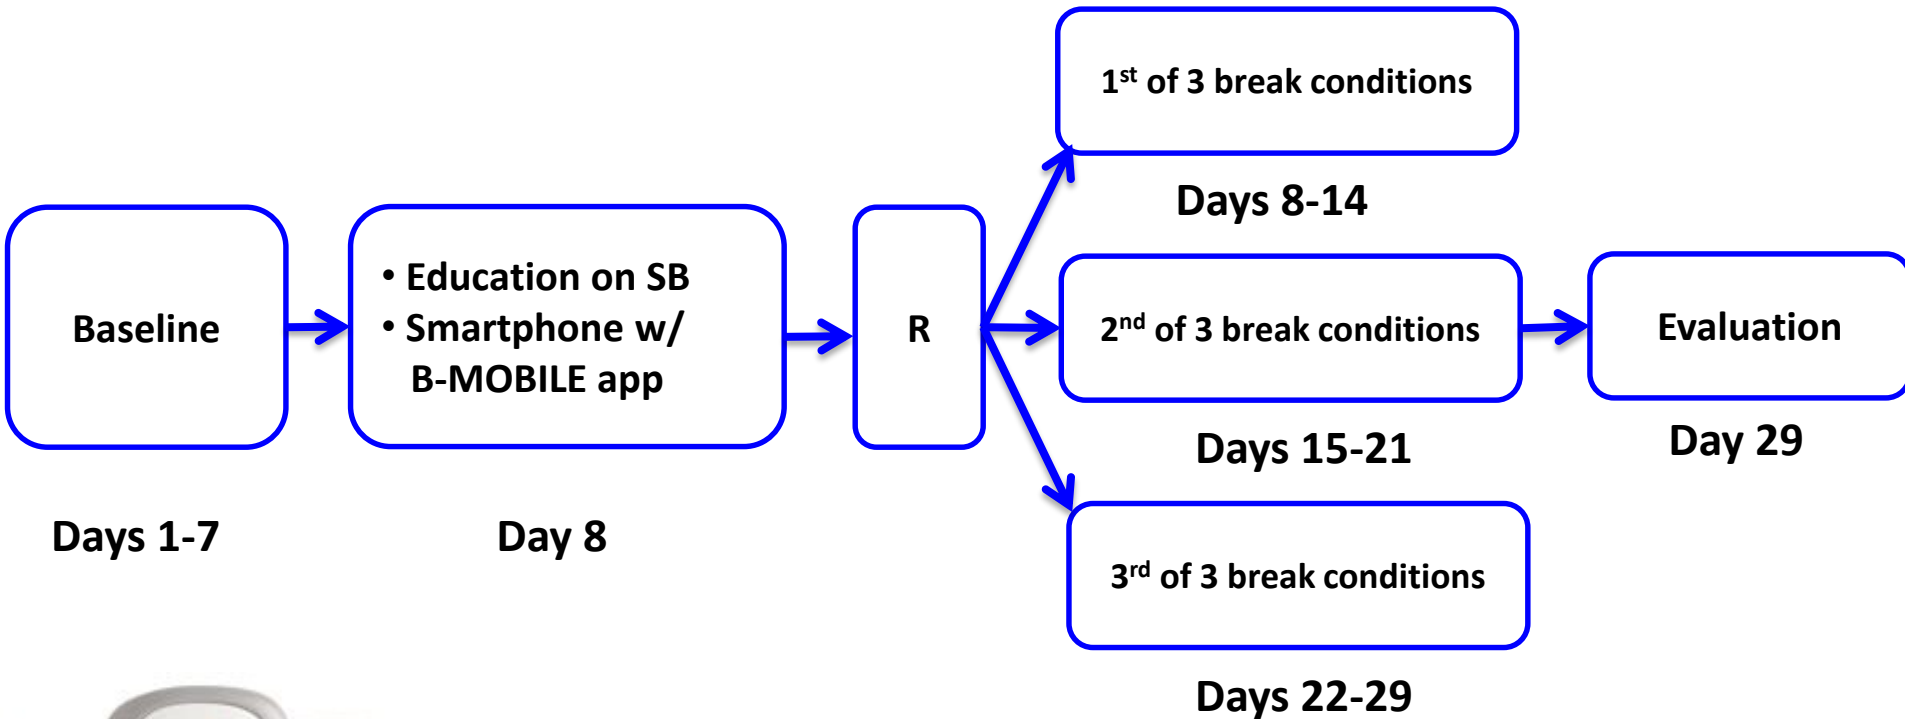 Baseline
Days 1-7
• Education on SB
• Smartphone w/
B-MOBILE app
Day 8
R
1st of 3 break conditions
Days 8-14
2nd of 3 break conditions
Days 15-21
3rd of 3 break conditions
Days 22-29
Evaluation
Day 29